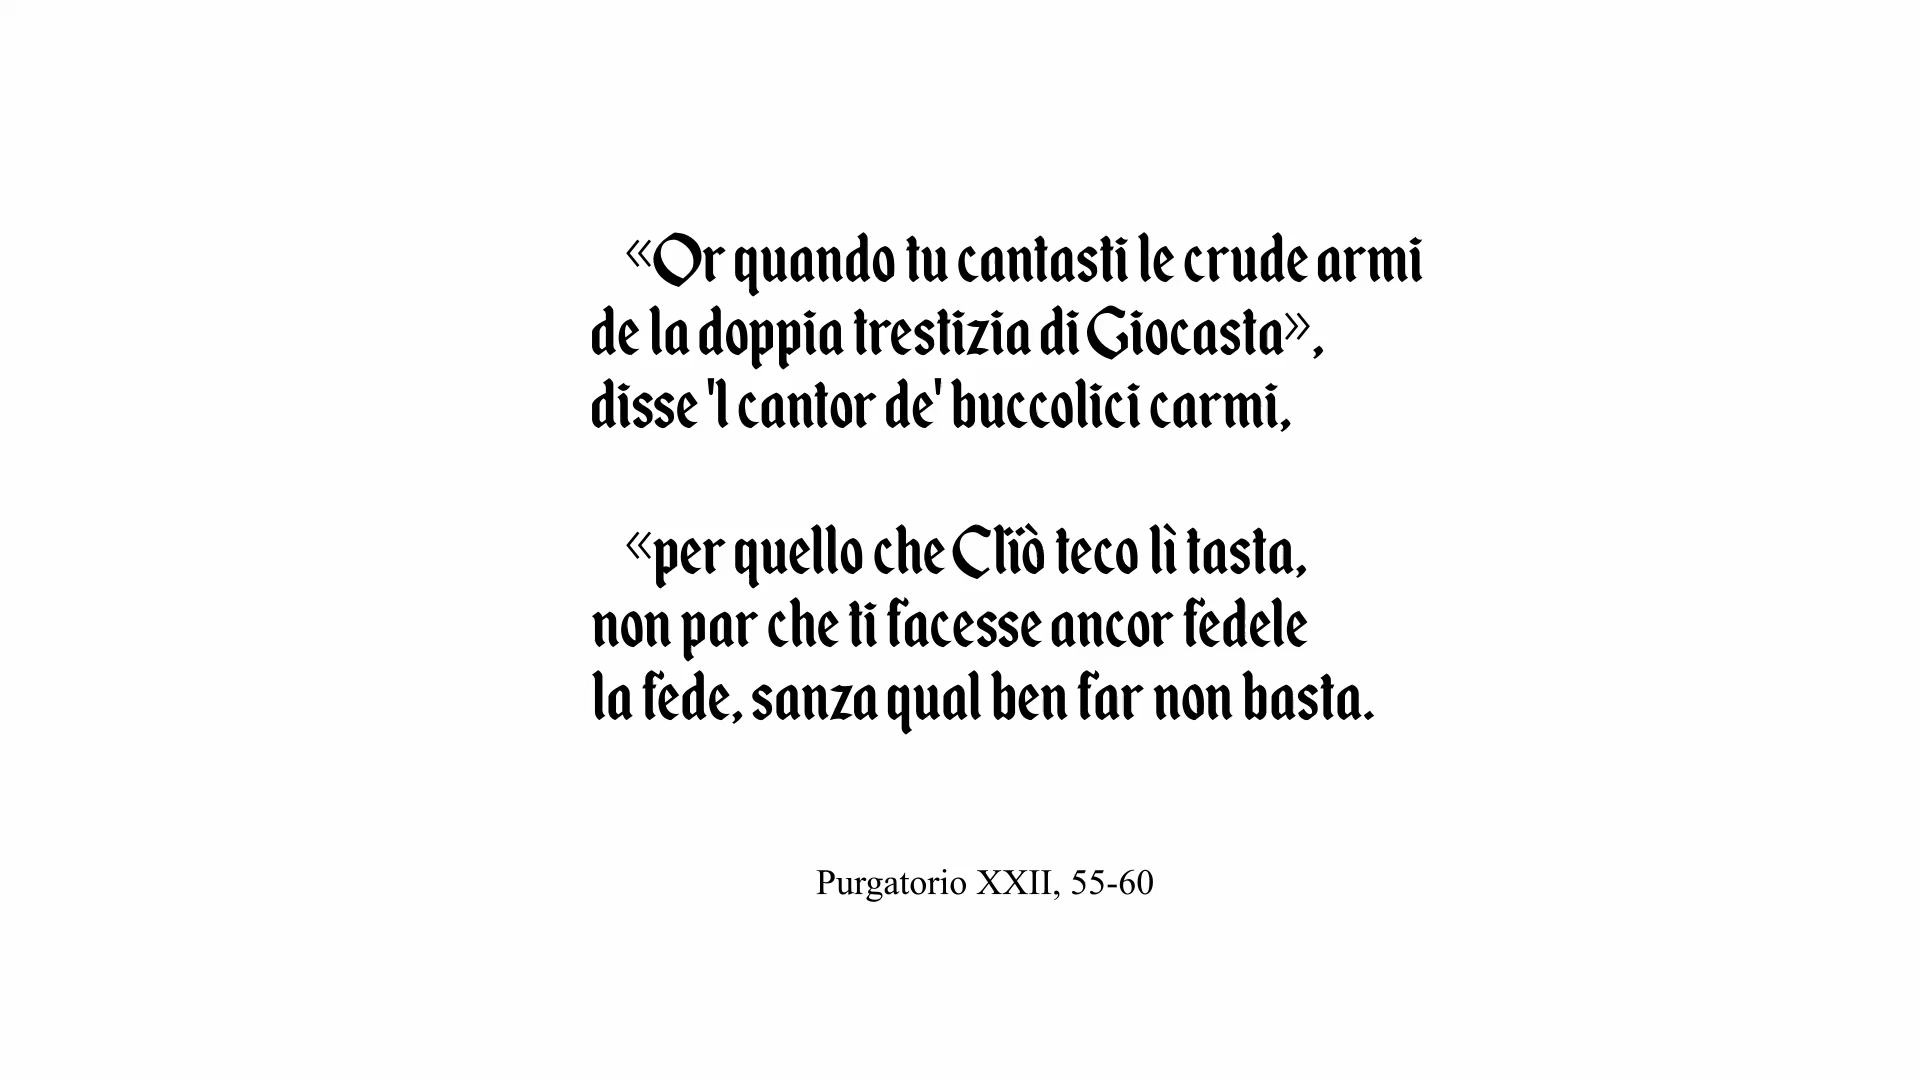 «Or quando tu cantasti le crude armi
de la doppia trestizia di Giocasta»,
disse 'l cantor de' buccolici carmi,
«per quello che Clïò teco lì tasta,
non par che ti facesse ancor fedele
la fede, sanza qual ben far non basta.
Purgatorio XXII, 55-60